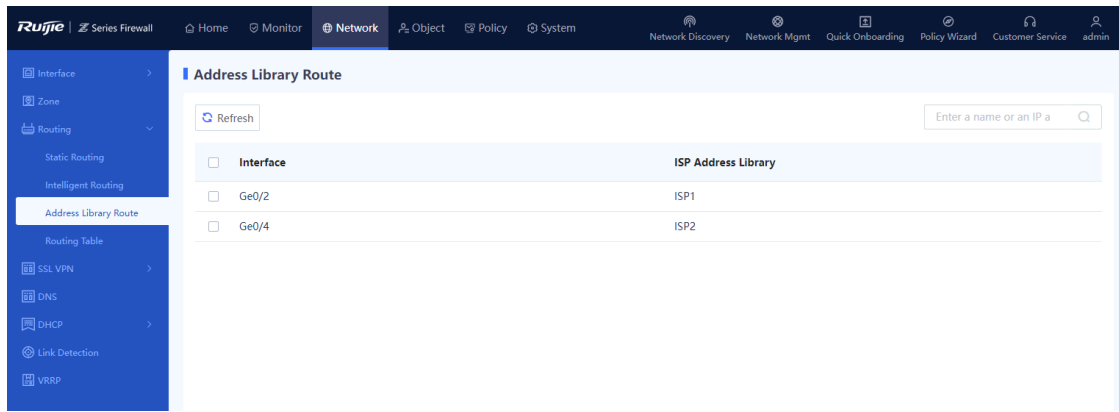 Ruijie | Z Series Firewall
Home
Monitor
Network
Object
Policy
System
Network Discovery
Network Mgmt
Quick Onboarding
Policy Wizard
Customer Service
admin
Interface
Zone
Routing
Static Routing
Intelligent Routing
Address Library Route
Routing Table
SSL VPN
DNS
DHCP
Link Detection
VRRP
Address Library Route
Refresh
Enter a name or an IP a
Interface ISP Address Library
Ge0/2 ISP1
Ge0/4 ISP2